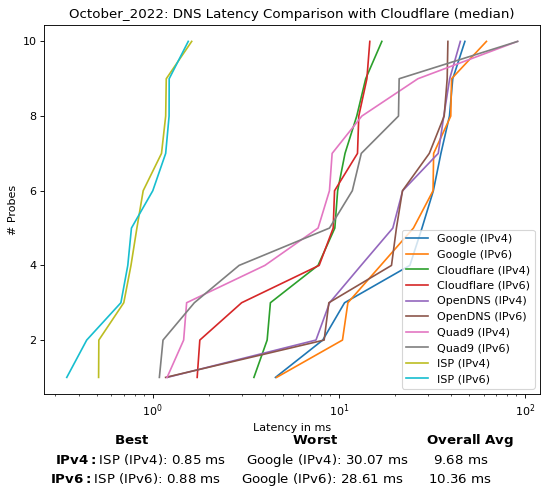 October_2022: DNS Latency Comparison with Cloudflare (median)
10
8
6
4
2
# Probes
Google (IPv4)
Google (IPv6)
Cloudflare (IPv4)
Cloudflare (IPv6)
OpenDNS (IPv4)
OpenDNS (IPv6)
Quad9 (IPv4)
Quad9 (IPv6)
ISP (IPv4)
ISP (IPv6)
10⁰ 10¹ 10²
Latency in ms
Best Worst Overall Avg
IPv4: ISP (IPv4): 0.85 ms Google (IPv4): 30.07 ms 9.68 ms
IPv6: ISP (IPv6): 0.88 ms Google (IPv6): 28.61 ms 10.36 ms